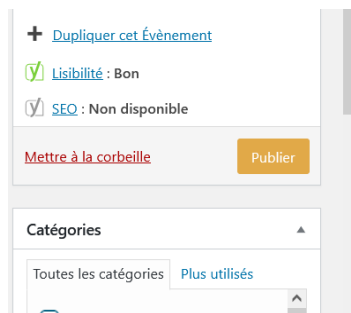 Dupliquer cet Évènement
Lisibilité : Bon
SEO : Non disponible
Mettre à la corbeille
Publier
Catégories
Toutes les catégories
Plus utilisés